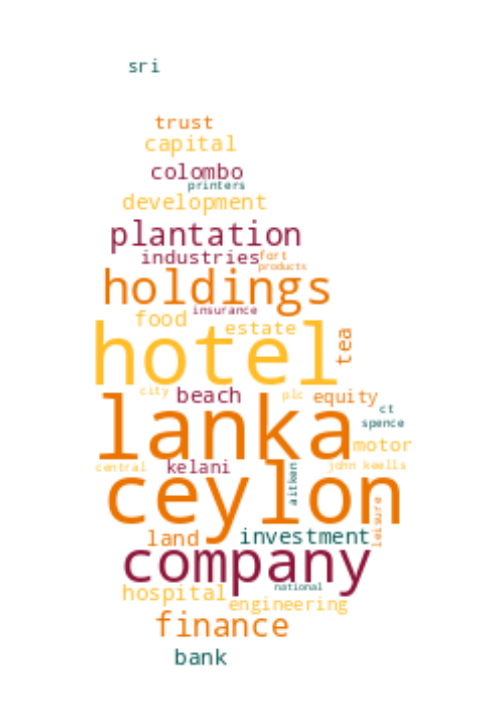 sri
trust
capital
colombo
printers
development
plantation
industries fort
products
holdings
insurance
food estate
hotel tea
city beach plc equity
ct
lanka spence
motor
central kelani john keells
aitken
ceylon leisure
land investment
company
national
hospital engineering
finance
bank